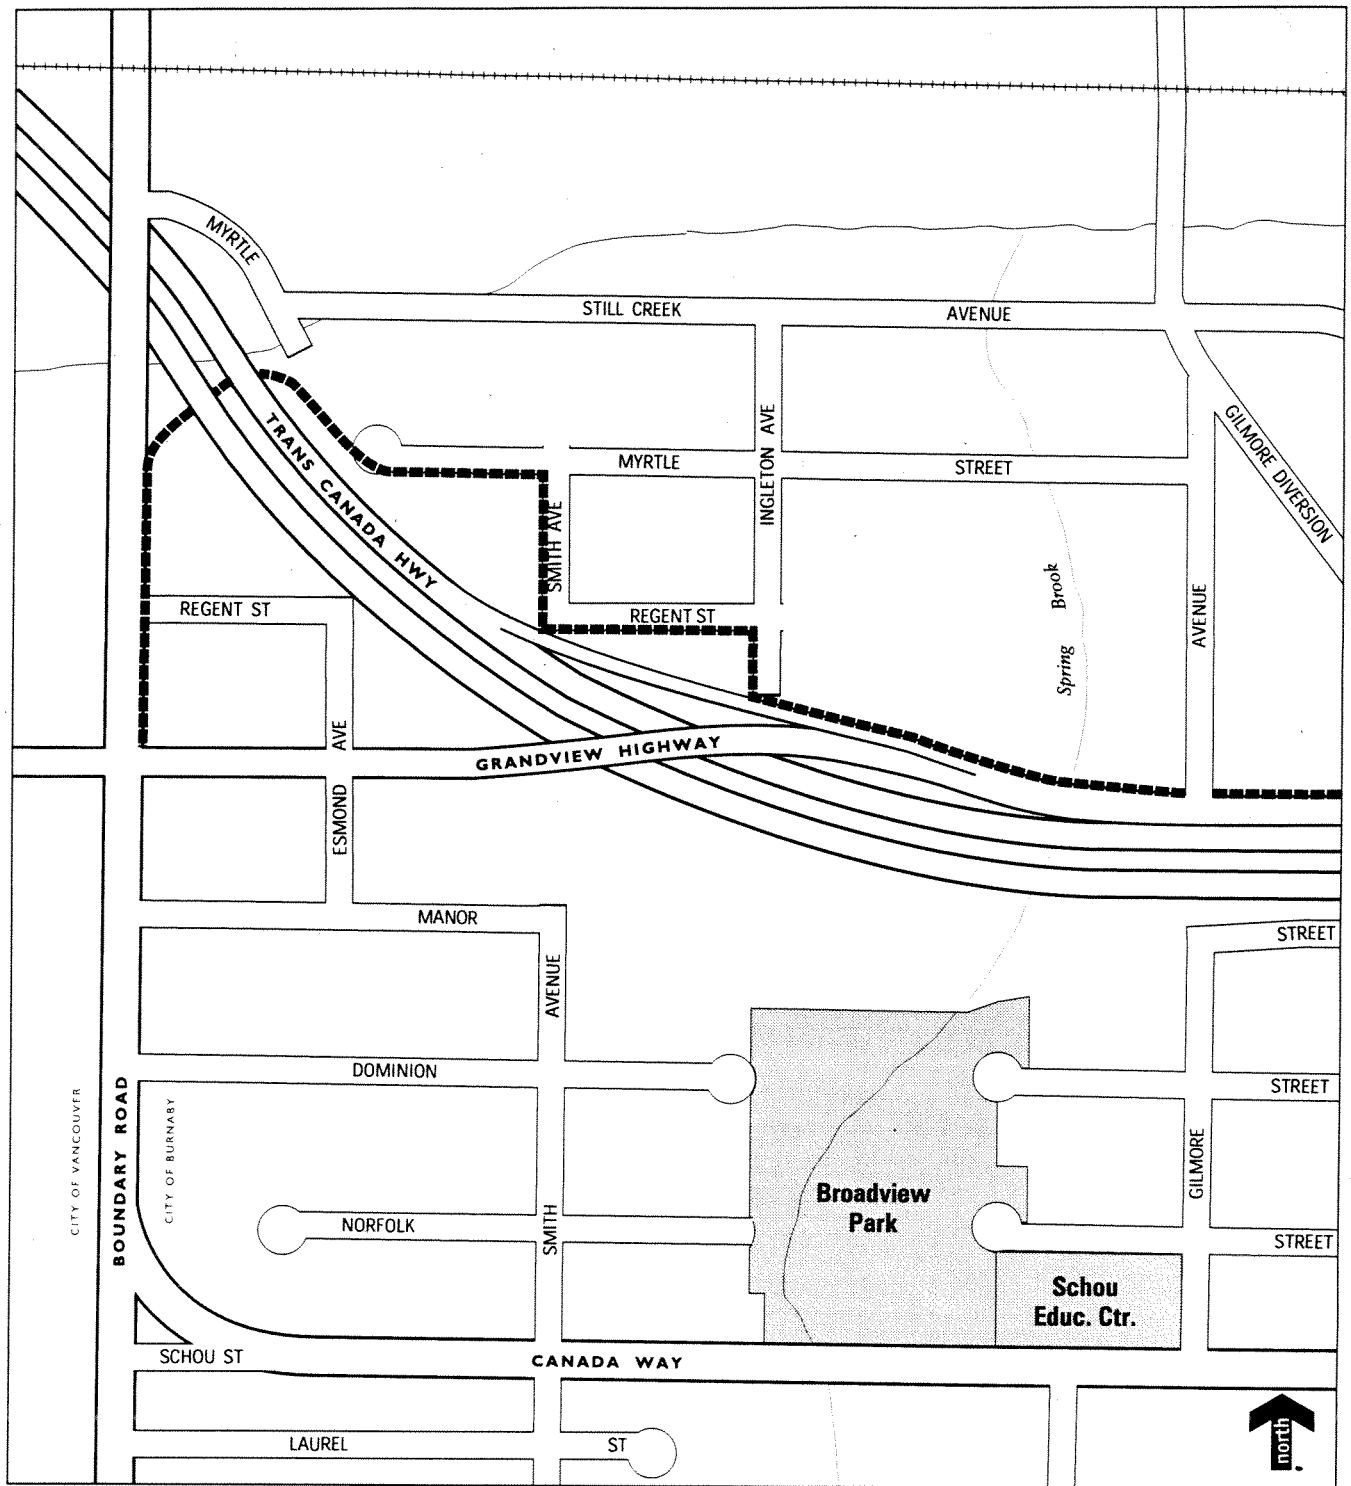 MYRTLE
STILL CREEK
AVENUE
TRANS CANADA HWY
MYRTLE
STREET
INGLETON AVE
GILMORE DIVERSION
SMITH AVE
REGENT ST
REGENT ST
Spring Brook
AVENUE
AVE
ESMOND
GRANDVIEW HIGHWAY
MANOR
STREET
AVENUE
DOMINION
STREET
CITY OF VANCOUVER
BOUNDARY ROAD
CITY OF BURNABY
GILMORE
NORFOLK
SMITH
Broadview
Park
STREET
Schou
Educ. Ctr.
SCHOU ST
CANADA WAY
LAUREL
ST
north